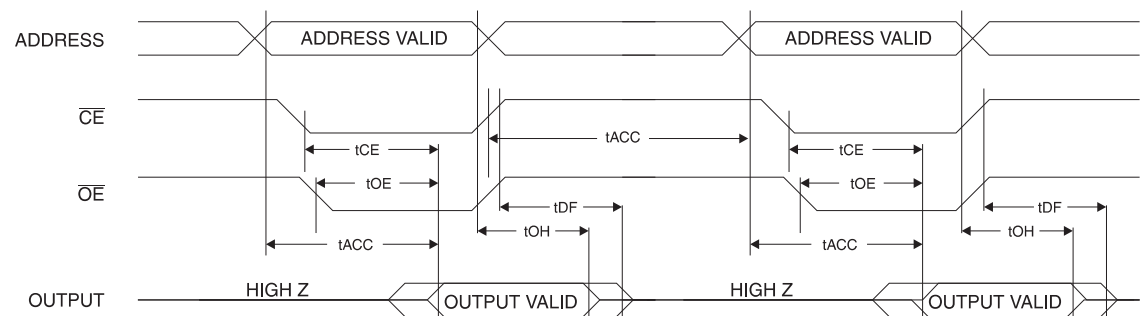 ADDRESS
ADDRESS VALID
ADDRESS VALID
CE
tACC
tCE
tCE
OE
tOE
tOE
tDF
tDF
tACC
tOH
tACC
tOH
OUTPUT
HIGH Z
OUTPUT VALID
HIGH Z
OUTPUT VALID